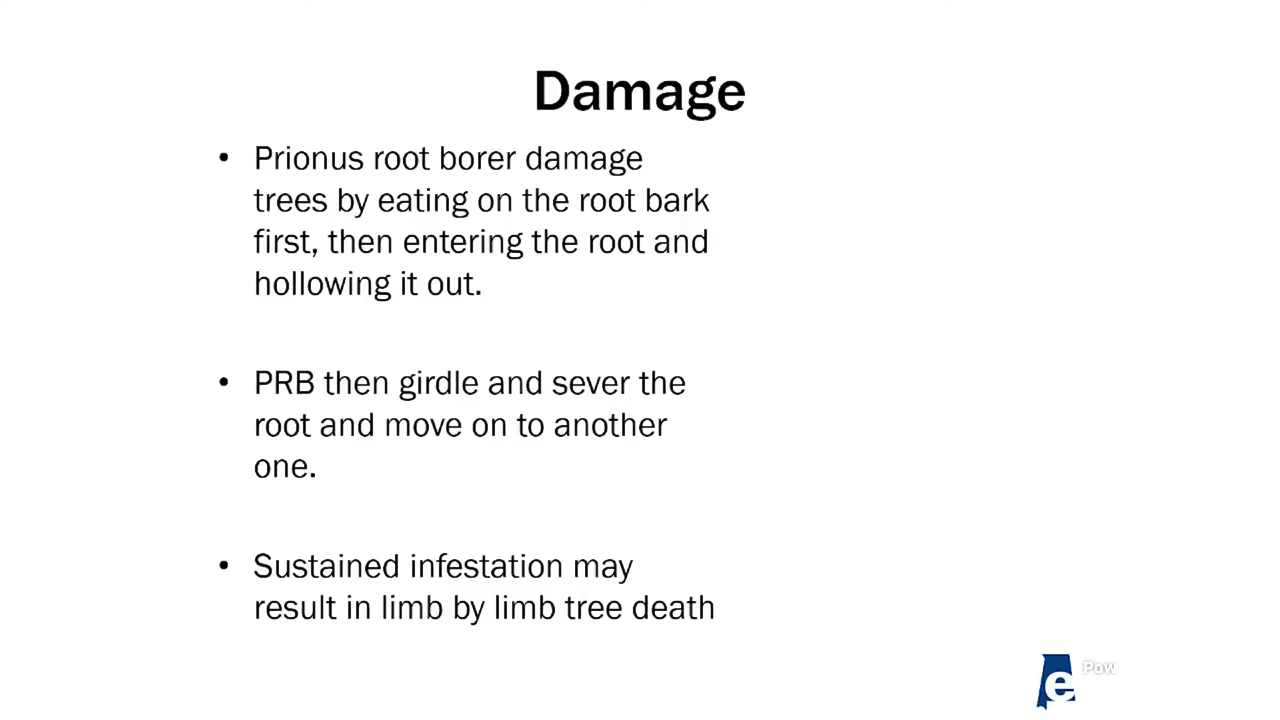 Damage
• Prionus root borer damage
trees by eating on the root bark
first, then entering the root and
hollowing it out.
• PRB then girdle and sever the
root and move on to another
one.
• Sustained infestation may
result in limb by limb tree death
e
Pow